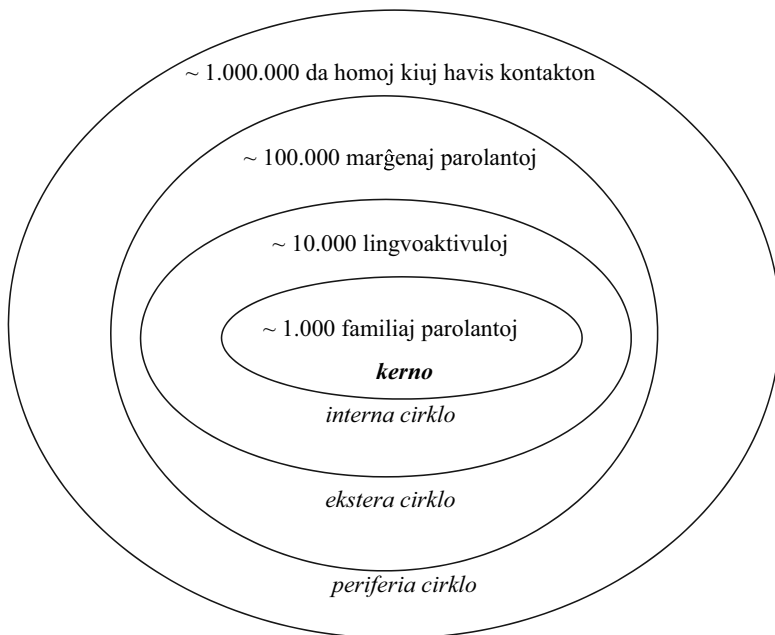 ~ 1.000.000 da homoj kiuj havis kontakton
~ 100.000 marĝenaj parolantoj
~ 10.000 lingvoaktivuloj
~ 1.000 familiaj parolantoj
kerno
interna cirklo
ekstera cirklo
periferia cirklo